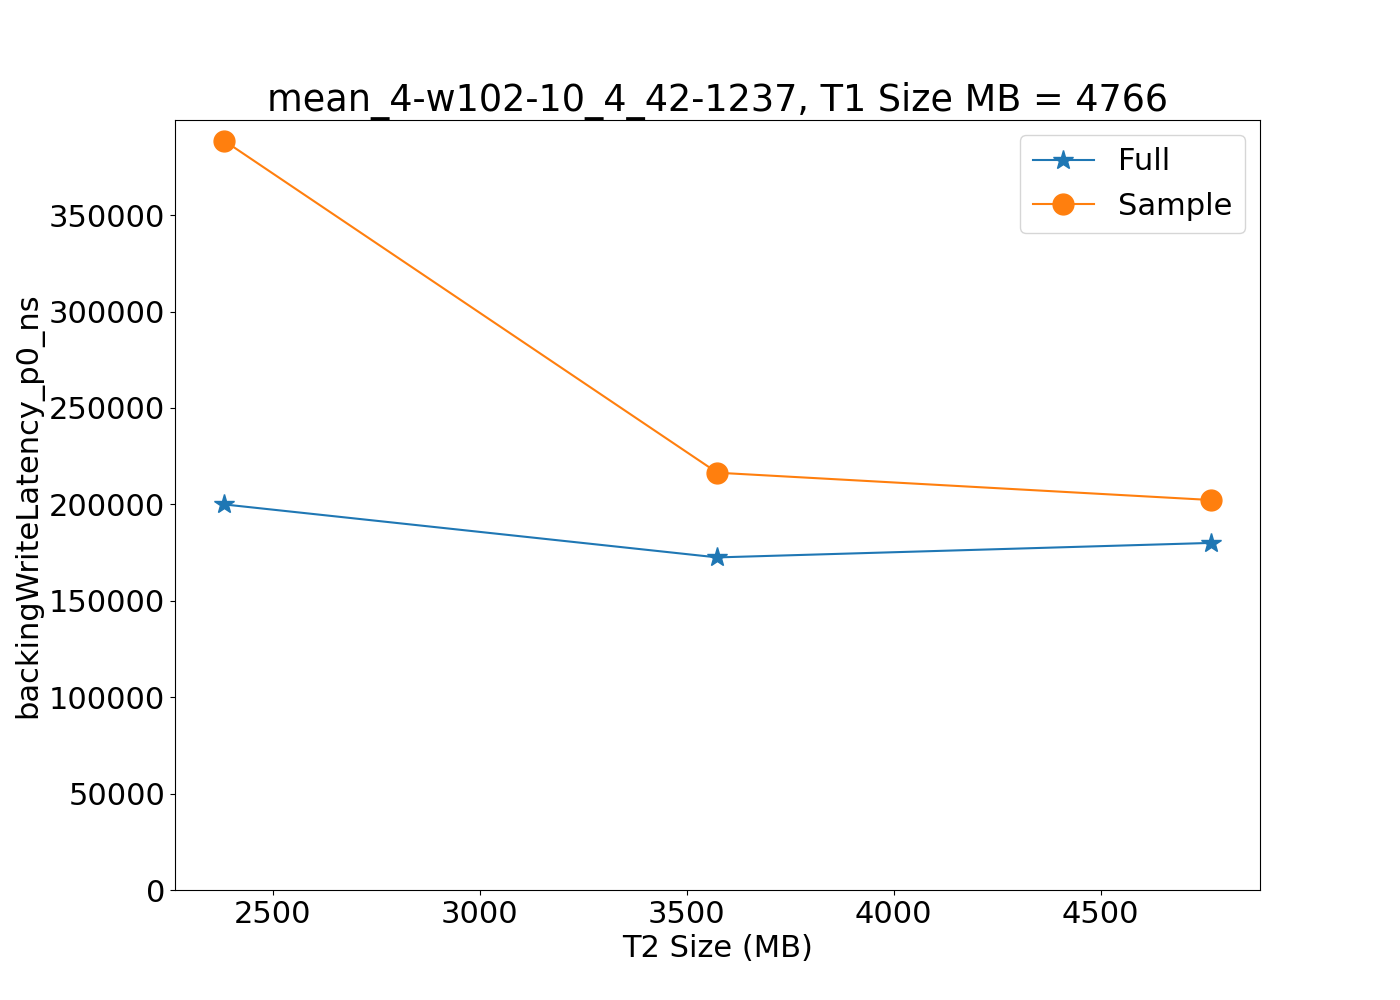 mean_4-w102-10_4_42-1237, T1 Size MB = 4766
Full
Sample
backingWriteLatency_p0_ns
350000
300000
250000
200000
150000
100000
50000
0
2500 3000 3500 4000 4500
T2 Size (MB)